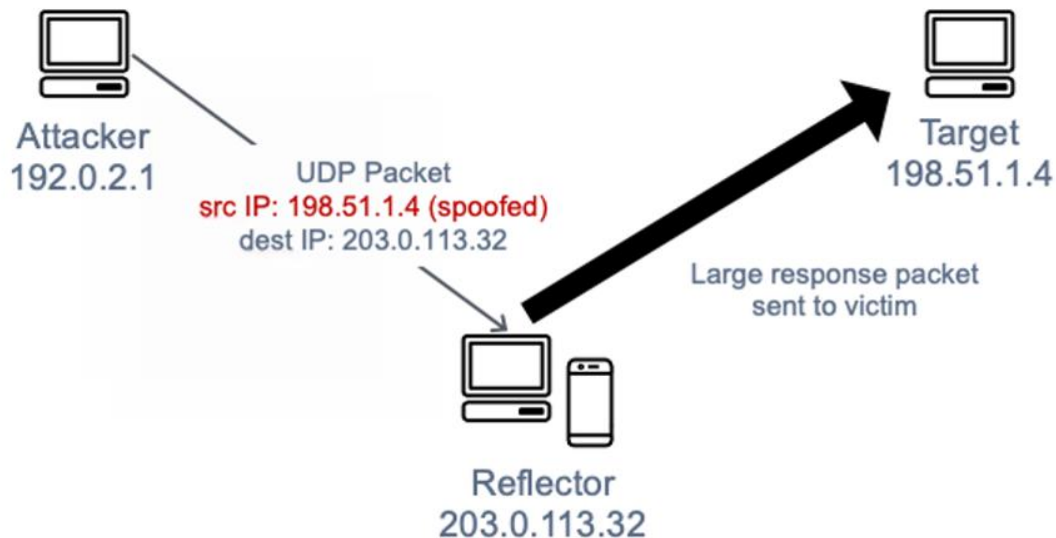 Attacker
192.0.2.1
Target
198.51.1.4
UDP Packet
src IP: 198.51.1.4 (spoofed)
dest IP: 203.0.113.32
Large response packet
sent to victim
Reflector
203.0.113.32